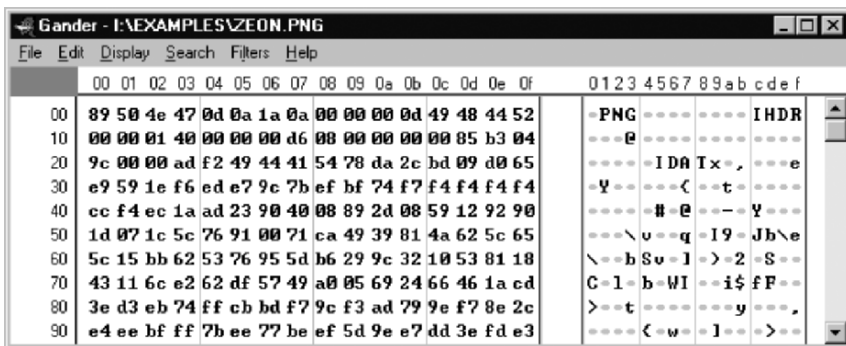 Gander - I:\EXAMPLES\ZEON.PNG
File Edit Display Search Filters Help
00 01 02 03 04 05 06 07 08 09 0a 0b 0c 0d 0e 0f 0123 4567 89ab cdef
00 89 50 4e 47 0d 0a 1a 0a 00 00 00 0d 49 48 44 52 PNG IHDR
10 00 00 01 40 00 00 00 d6 08 00 00 00 00 85 b3 04 @
20 9c 00 00 ad f2 49 44 41 54 78 da 2c bd 09 d0 65 IDATx , e
30 e9 59 1e f6 ed e7 9c 7b ef bf 74 f7 f4 f4 f4 f4 Y { t
40 cc f4 ec 1a ad 23 90 40 08 89 2d 08 59 12 92 90 # @ - Y
50 1d 07 1c 5c 76 91 00 71 ca 49 39 81 4a 62 5c 65 \v q I9 Jb\e
60 5c 15 bb 62 53 76 95 5d b6 29 9c 32 10 53 81 18 \ bSv ] ) 2 S
70 43 11 6c e2 62 df 57 49 a0 05 69 24 66 46 1a cd C l b WI i$fF
80 3e d3 eb 74 ff cb bd f7 9c f3 ad 79 9e f7 8e 2c > t y ,
90 e4 ee bf ff 7b ee 77 be ef 5d 9e e7 dd 3e fd e3 { w ] >